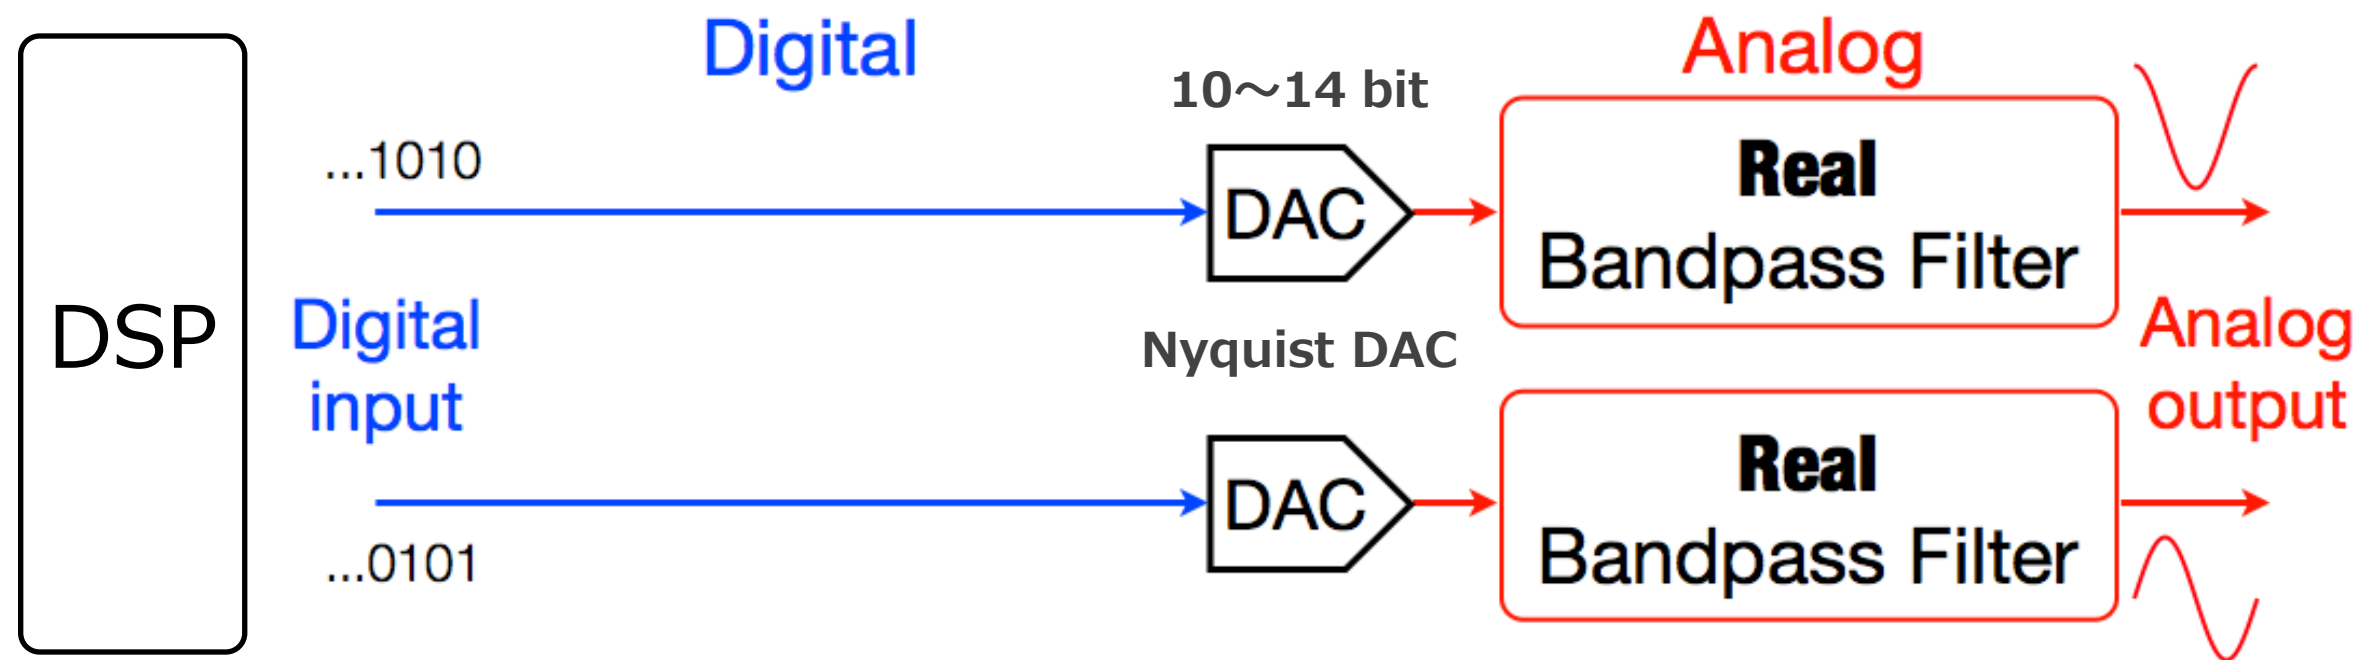 Digital
Analog
10～14 bit
...1010
DAC
Real
Bandpass Filter
DSP
Digital
input
Nyquist DAC
Analog
output
DAC
Real
Bandpass Filter
...0101